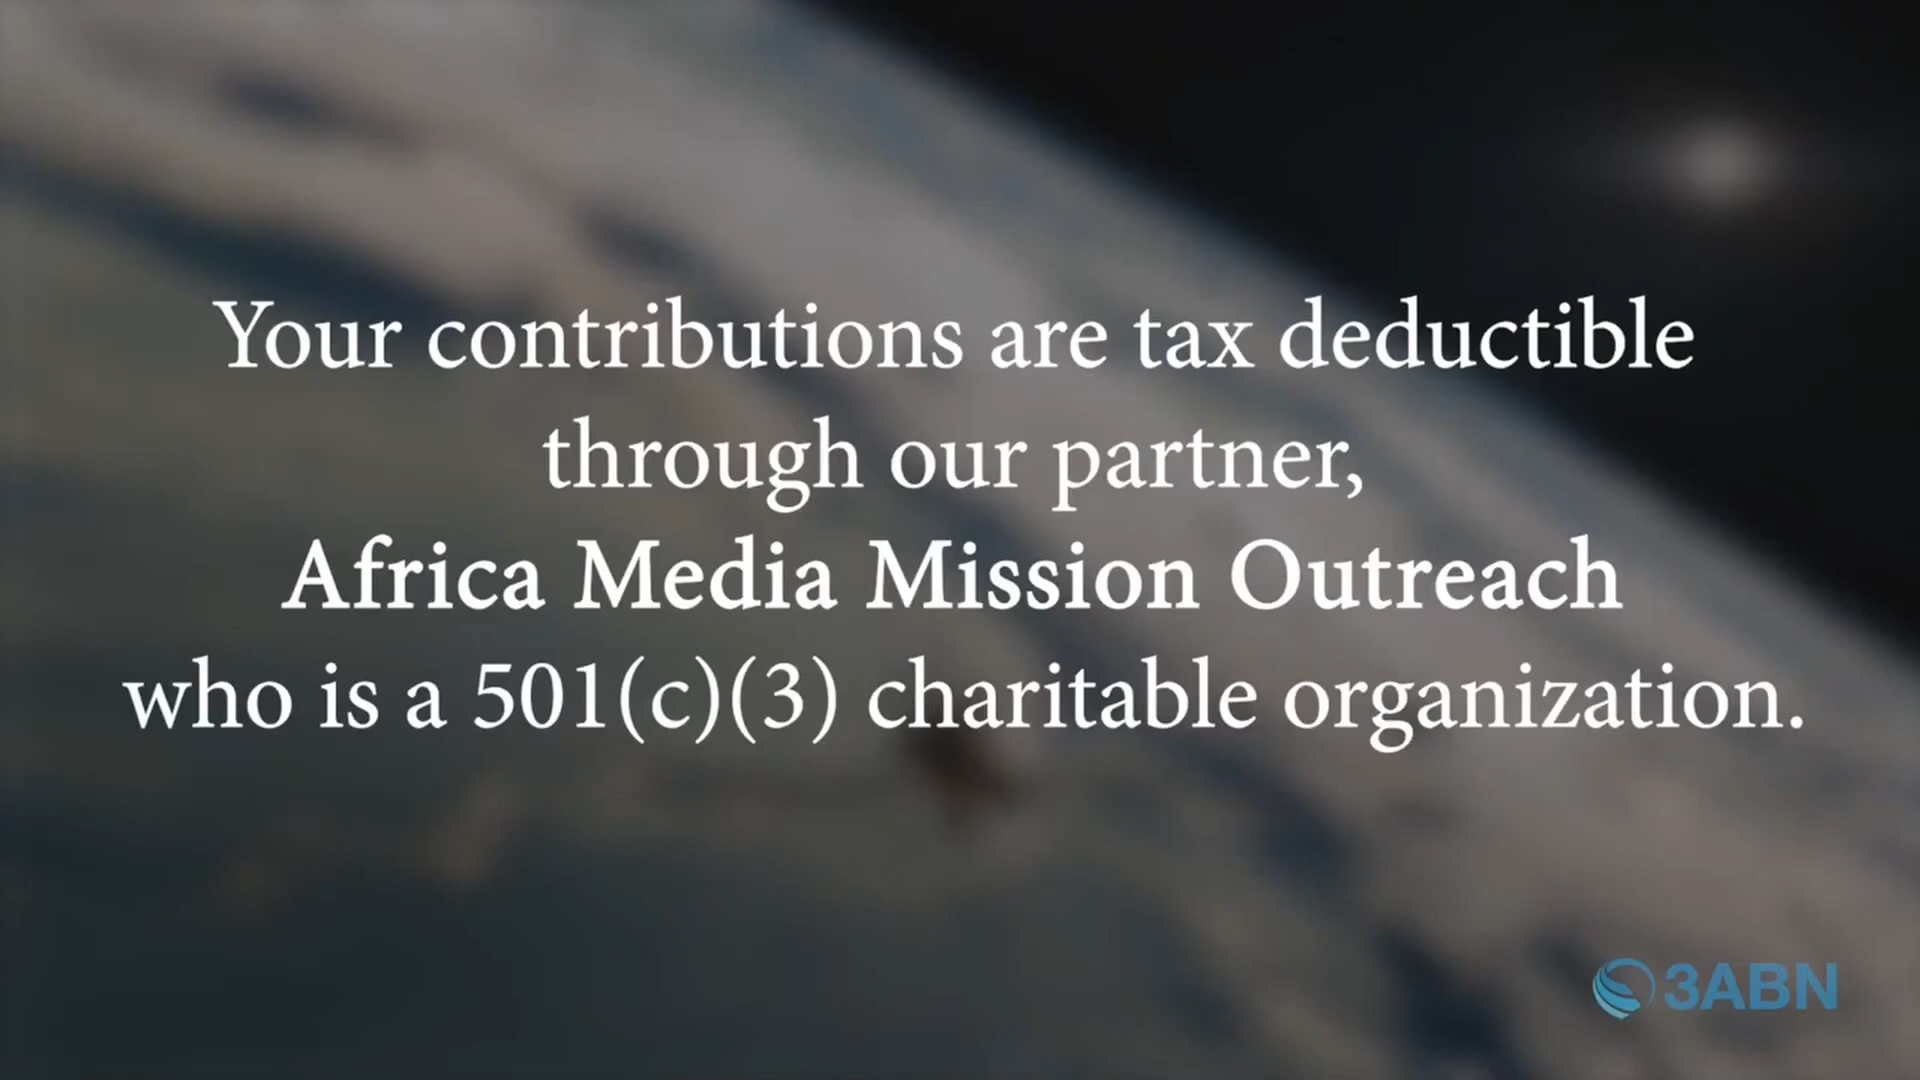 Your contributions are tax deductible
through our partner,
Africa Media Mission Outreach
who is a 501(c)(3) charitable organization.
3ABN